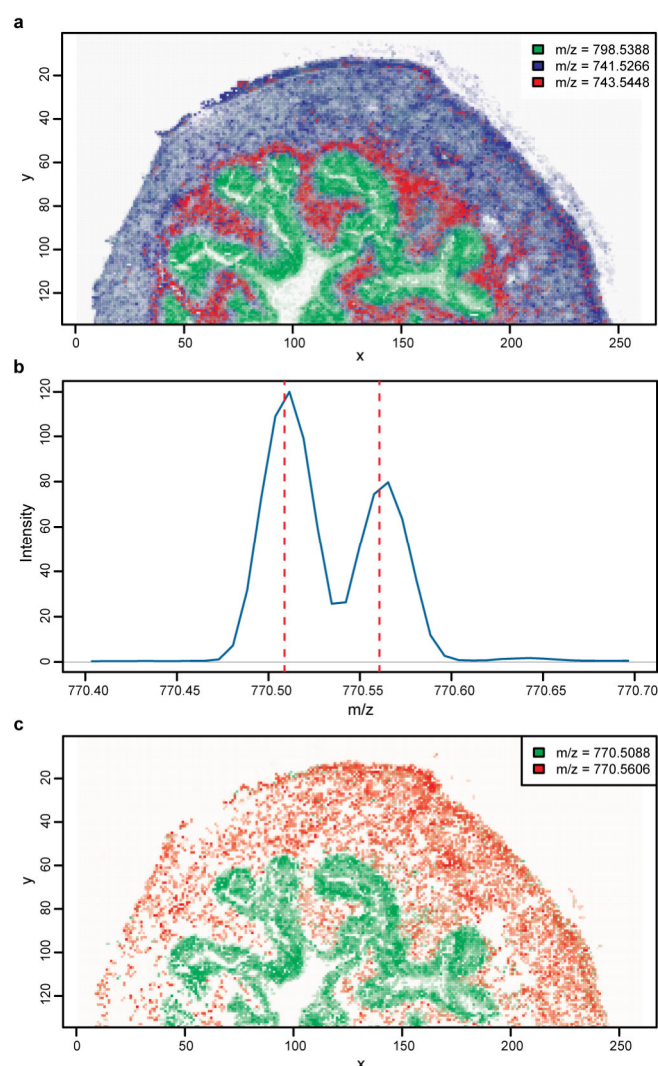 a
m/z = 798.5388
m/z = 741.5266
m/z = 743.5448
y
20
40
60
80
100
120
0 50 100 150 200 250
x
b
Intensity
120
100
80
60
40
20
0
770.40 770.45 770.50 770.55 770.60 770.65 770.70
m/z
c
m/z = 770.5088
m/z = 770.5606
y
20
40
60
80
100
120
0 50 100 150 200 250
x